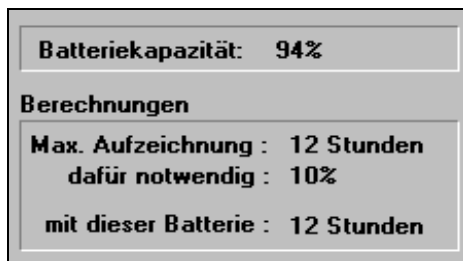 Batteriekapazität: 94%
Berechnungen
Max. Aufzeichnung : 12 Stunden
dafür notwendig : 10%
mit dieser Batterie : 12 Stunden